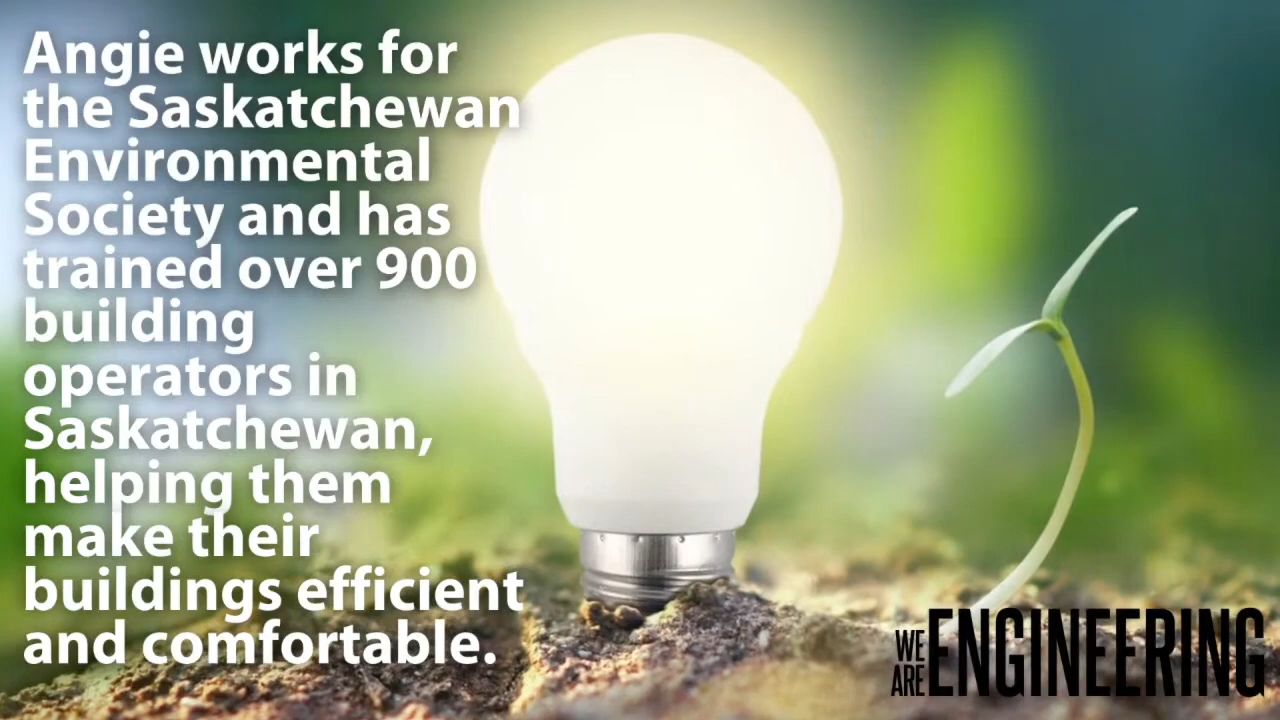 Angie works for
the Saskatchewan
Environmental
Society and has
trained over 900
building
operators in
Saskatchewan,
helping them
make their
buildings efficient
and comfortable.
WE ARE ENGINEERING